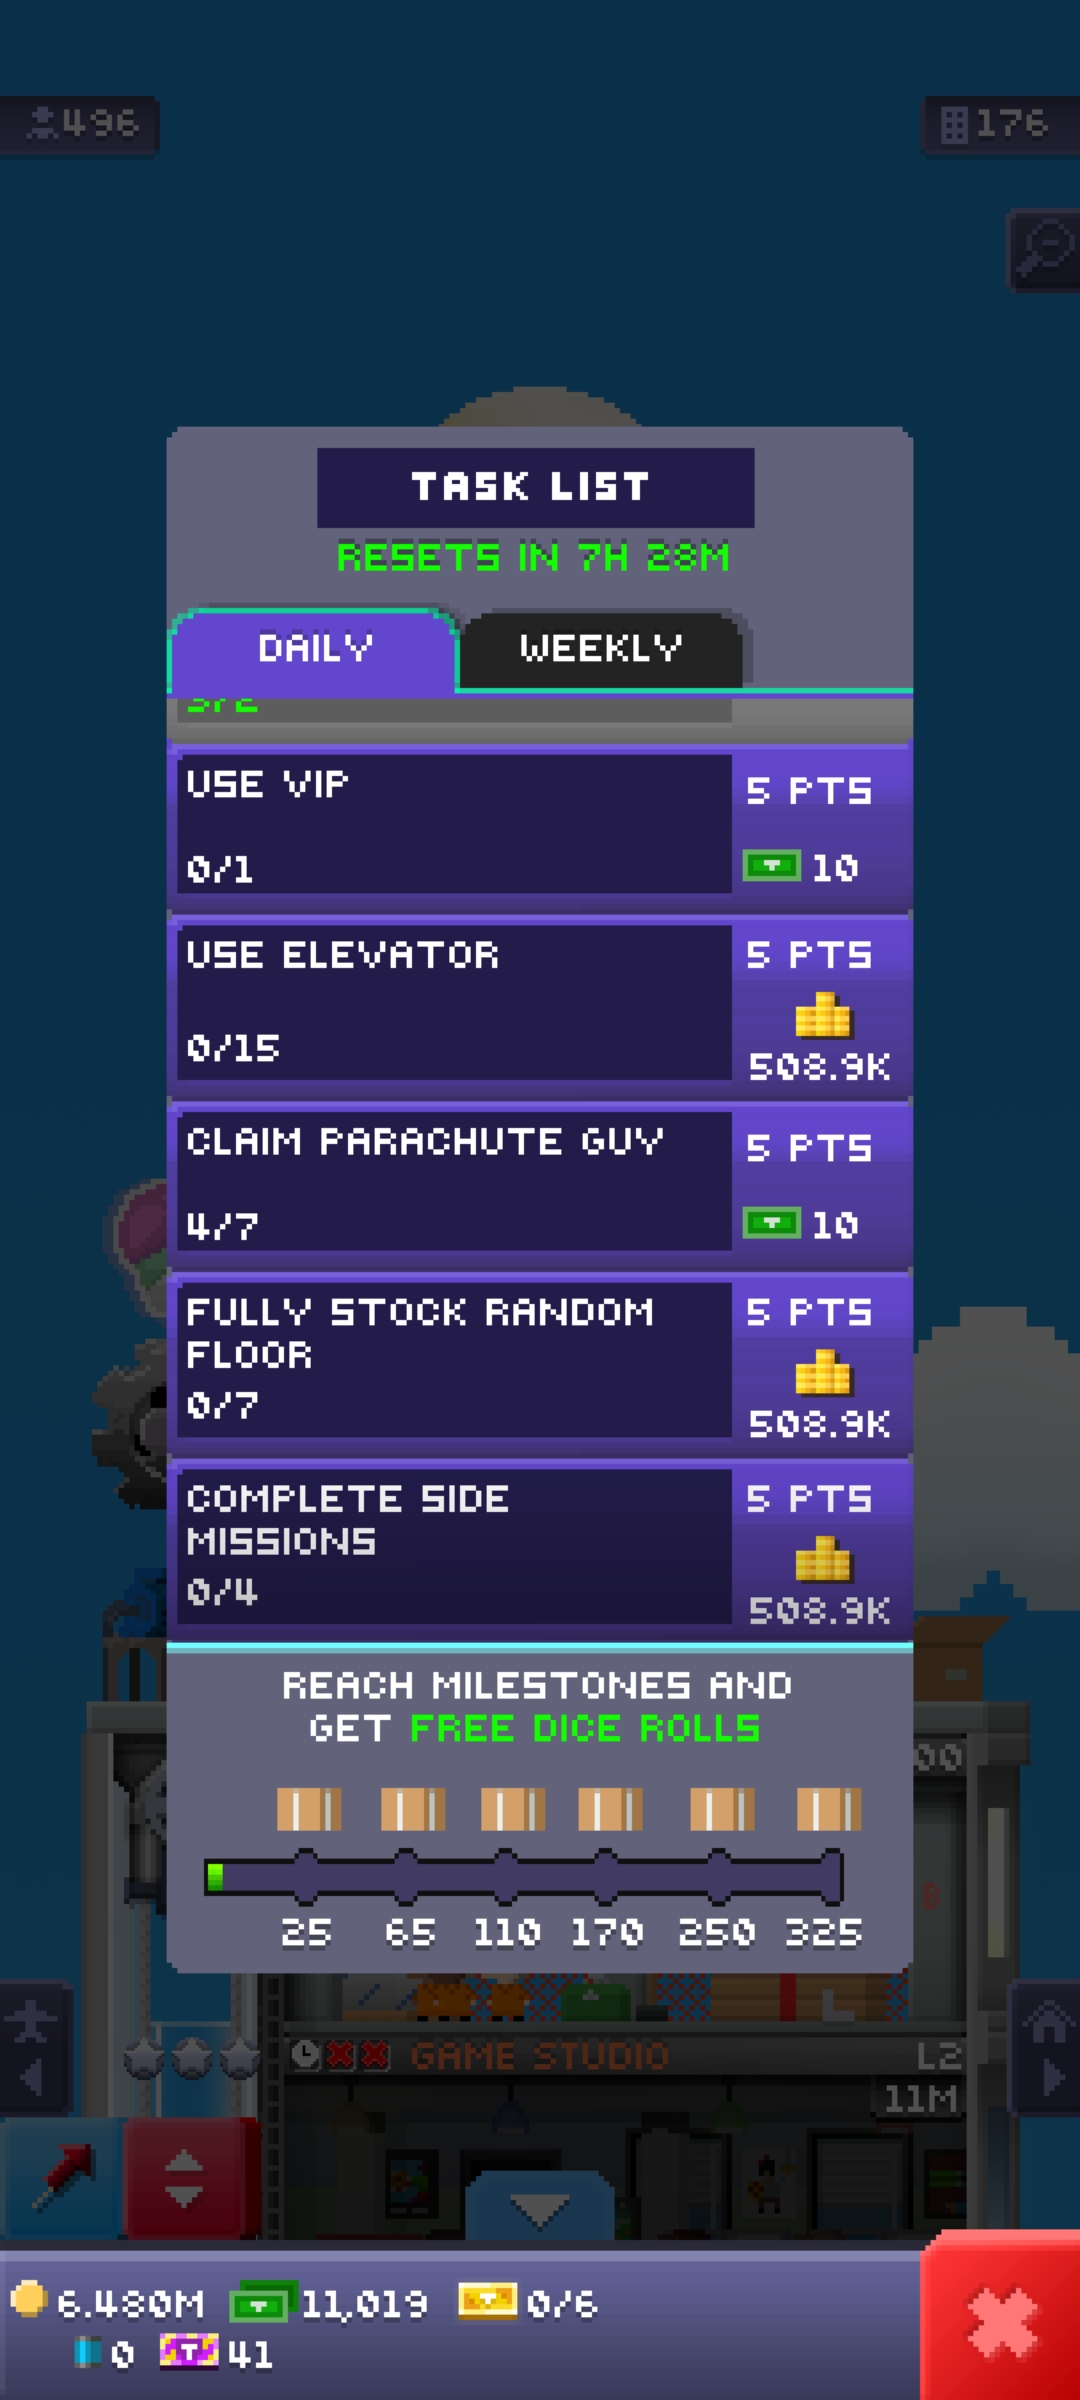 496
176
TASK LIST
RESETS IN 7H 28M
DAILY
WEEKLY
USE VIP
5 PTS
0/1
10
USE ELEVATOR
5 PTS
0/15
508.9K
CLAIM PARACHUTE GUY
5 PTS
4/7
10
FULLY STOCK RANDOM
FLOOR
5 PTS
0/7
508.9K
COMPLETE SIDE
MISSIONS
5 PTS
0/4
508.9K
REACH MILESTONES AND
GET FREE DICE ROLLS
00
25 65 110 170 250 325
GAME STUDIO
L2
11M
6.480M 11,019 0/6
0 41